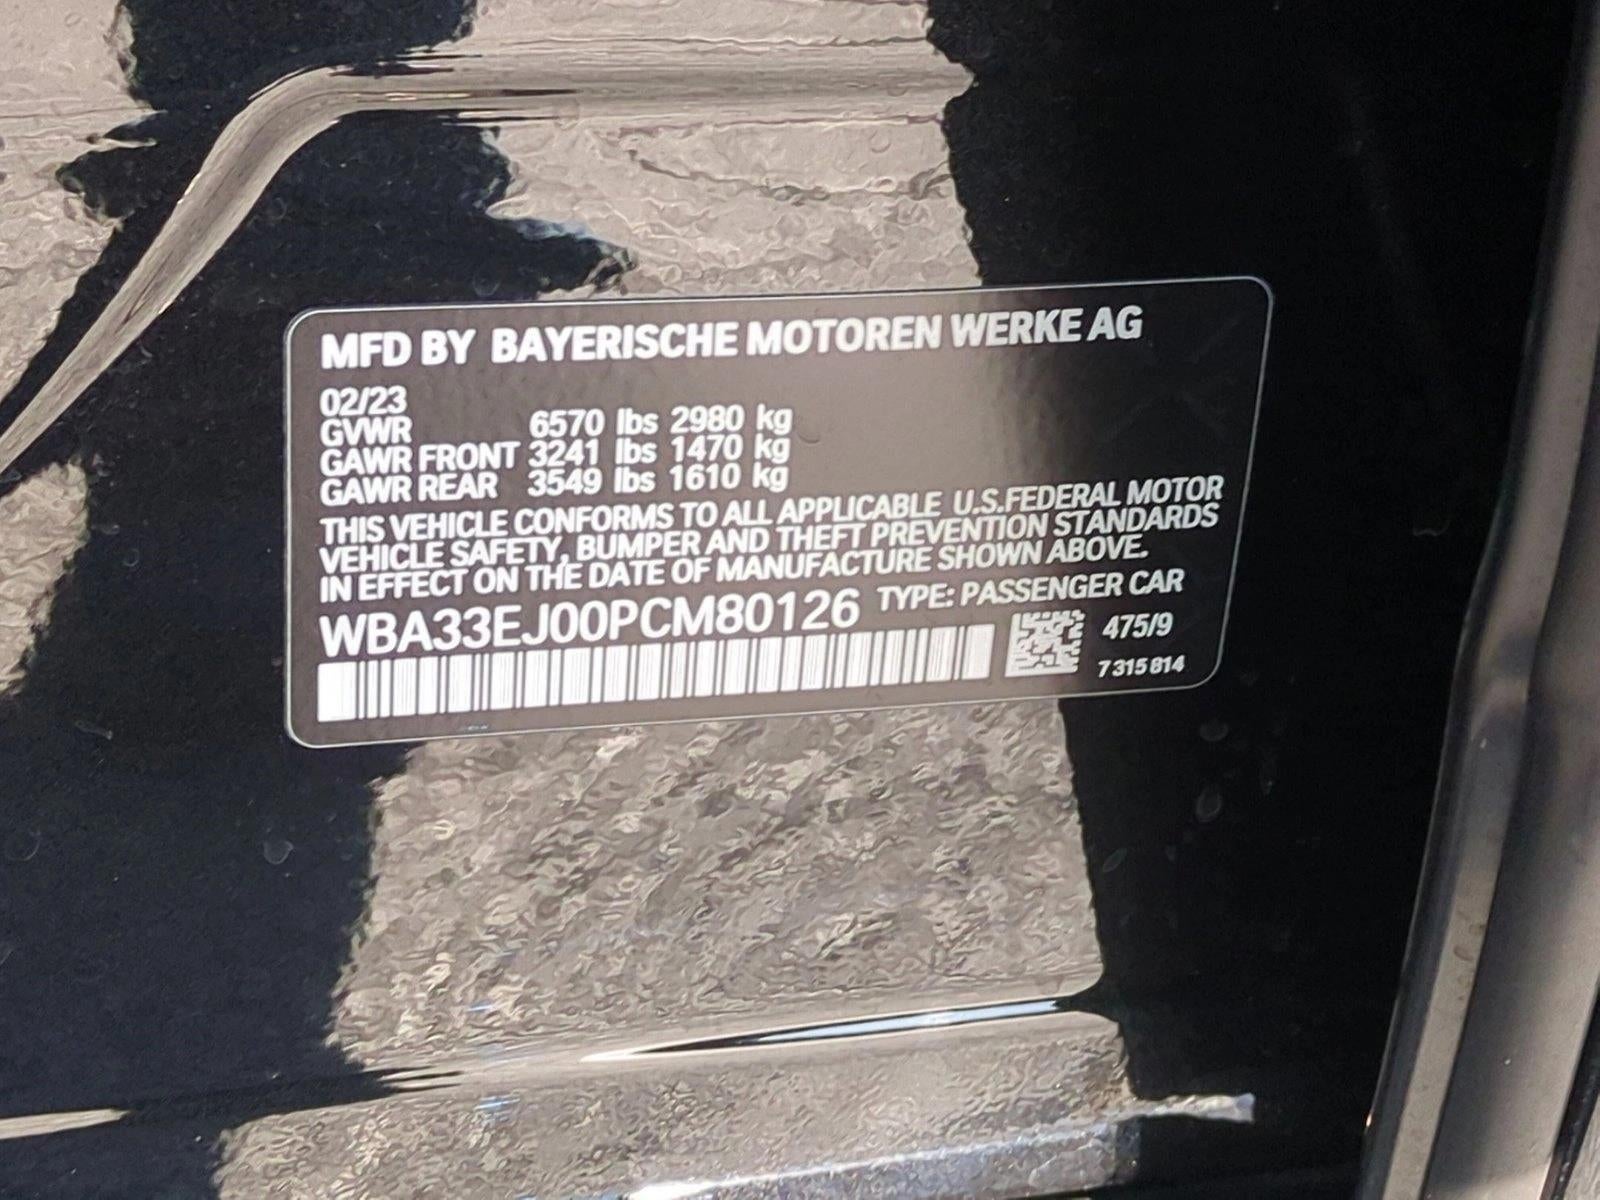 MFD BY BAYERISCHE MOTOREN WERKE AG
02/23
GVWR 6570 lbs 2980 kg
GAWR FRONT 3241 lbs 1470 kg
GAWR REAR 3549 lbs 1610 kg
THIS VEHICLE CONFORMS TO ALL APPLICABLE U.S.FEDERAL MOTOR
VEHICLE SAFETY, BUMPER AND THEFT PREVENTION STANDARDS
IN EFFECT ON THE DATE OF MANUFACTURE SHOWN ABOVE.
WBA33EJ00PCM80126 TYPE: PASSENGER CAR
475/9
7 315 814